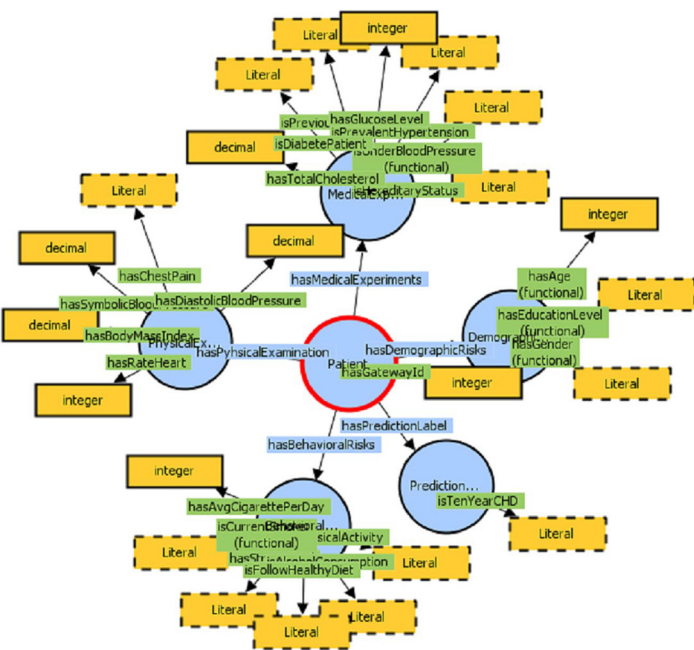 integer
Literal
Literal
Literal
Literal
hasGlucoseLevel
isPrevalentHypertension
isDiabetePatient
decimal
(functional)
hasTotalCholesterol
isHereditaryStatus
Literal
Literal
integer
decimal
decimal
hasChestPain
hasAge
(functional)
hasMedicalExperiments
Literal
hasDiastolicBloodPressure
decimal
hasEducationLevel
(functional)
hasBodyMassIndex
hasPyhsicalExamination
hasDemographicRisks
hasGender
(functional)
hasRateHeart
Patient
hasGatewayId
integer
Literal
integer
hasPredictionLabel
hasBehavioralRisks
integer
Prediction...
isTenYearCHD
hasAvgCigarettePerDay
(functional)
Literal
Literal
Literal
isFollowHealthyDiet
Literal
Literal
Literal